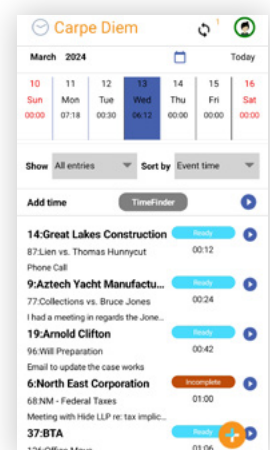 Carpe Diem 1
March 2024 Today
10 11 12 13 14 15 16
Sun Mon Tue Wed Thu Fri Sat
00:00 07:18 00:30 06:12 00:00 00:00 00:00
Show All entries Sort by Event time
Add time TimeFinder
14:Great Lakes Construction Ready
87:Lien vs. Thomas Hunnycut 00:12
Phone Call
9:Aztech Yacht Manufactu... Ready
77:Collections vs. Bruce Jones 00:24
I had a meeting in regards the Jone...
19:Arnold Clifton Ready
96:Will Preparation 00:42
Email to update the case works
6:North East Corporation Incomplete
68:NM - Federal Taxes 01:00
Meeting with Hide LLP re: tax implic...
37:BTA Ready
126:Office Move 01:06